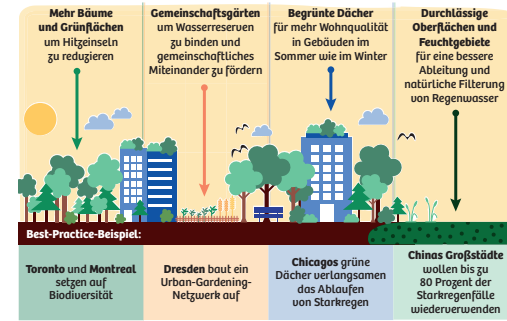 Mehr Bäume
und Grünflächen
um Hitzeinseln
zu reduzieren
Gemeinschaftsgärten
um Wasserreserven
zu binden und
gemeinschaftliches
Miteinander zu fördern
Begrünte Dächer
für mehr Wohnqualität
in Gebäuden im
Sommer wie im Winter
Durchlässige
Oberflächen und
Feuchtgebiete
für eine bessere
Ableitung und
natürliche Filterung
von Regenwasser
Best-Practice-Beispiel:
Toronto und Montreal
setzen auf
Biodiversität
Dresden baut ein
Urban-Gardening-
Netzwerk auf
Chicagos grüne
Dächer verlangsamen
das Ablaufen
von Starkregen
Chinas Großstädte
wollen bis zu
80 Prozent der
Starkregenfälle
wiederverwenden